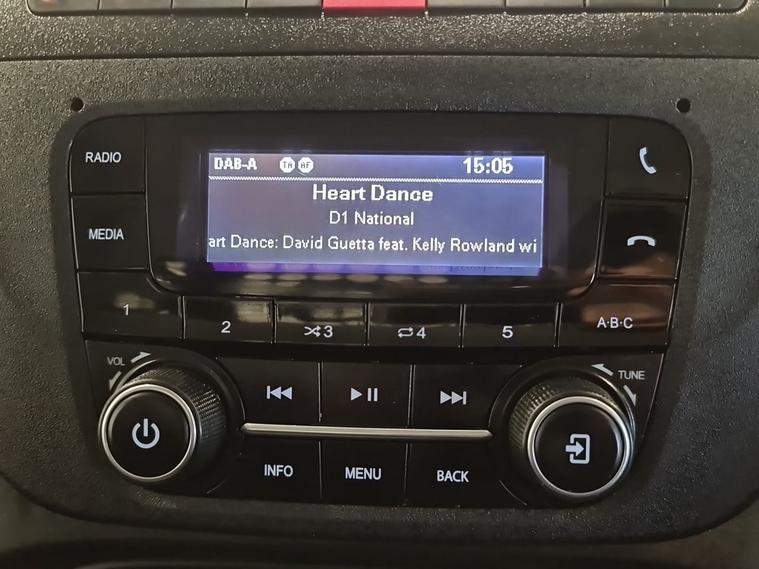 RADIO
DAB-A TA AF 15:05
Heart Dance
D1 National
art Dance: David Guetta feat. Kelly Rowland wi
MEDIA
1 2 3 4 5 A·B·C
VOL TUNE
INFO MENU BACK